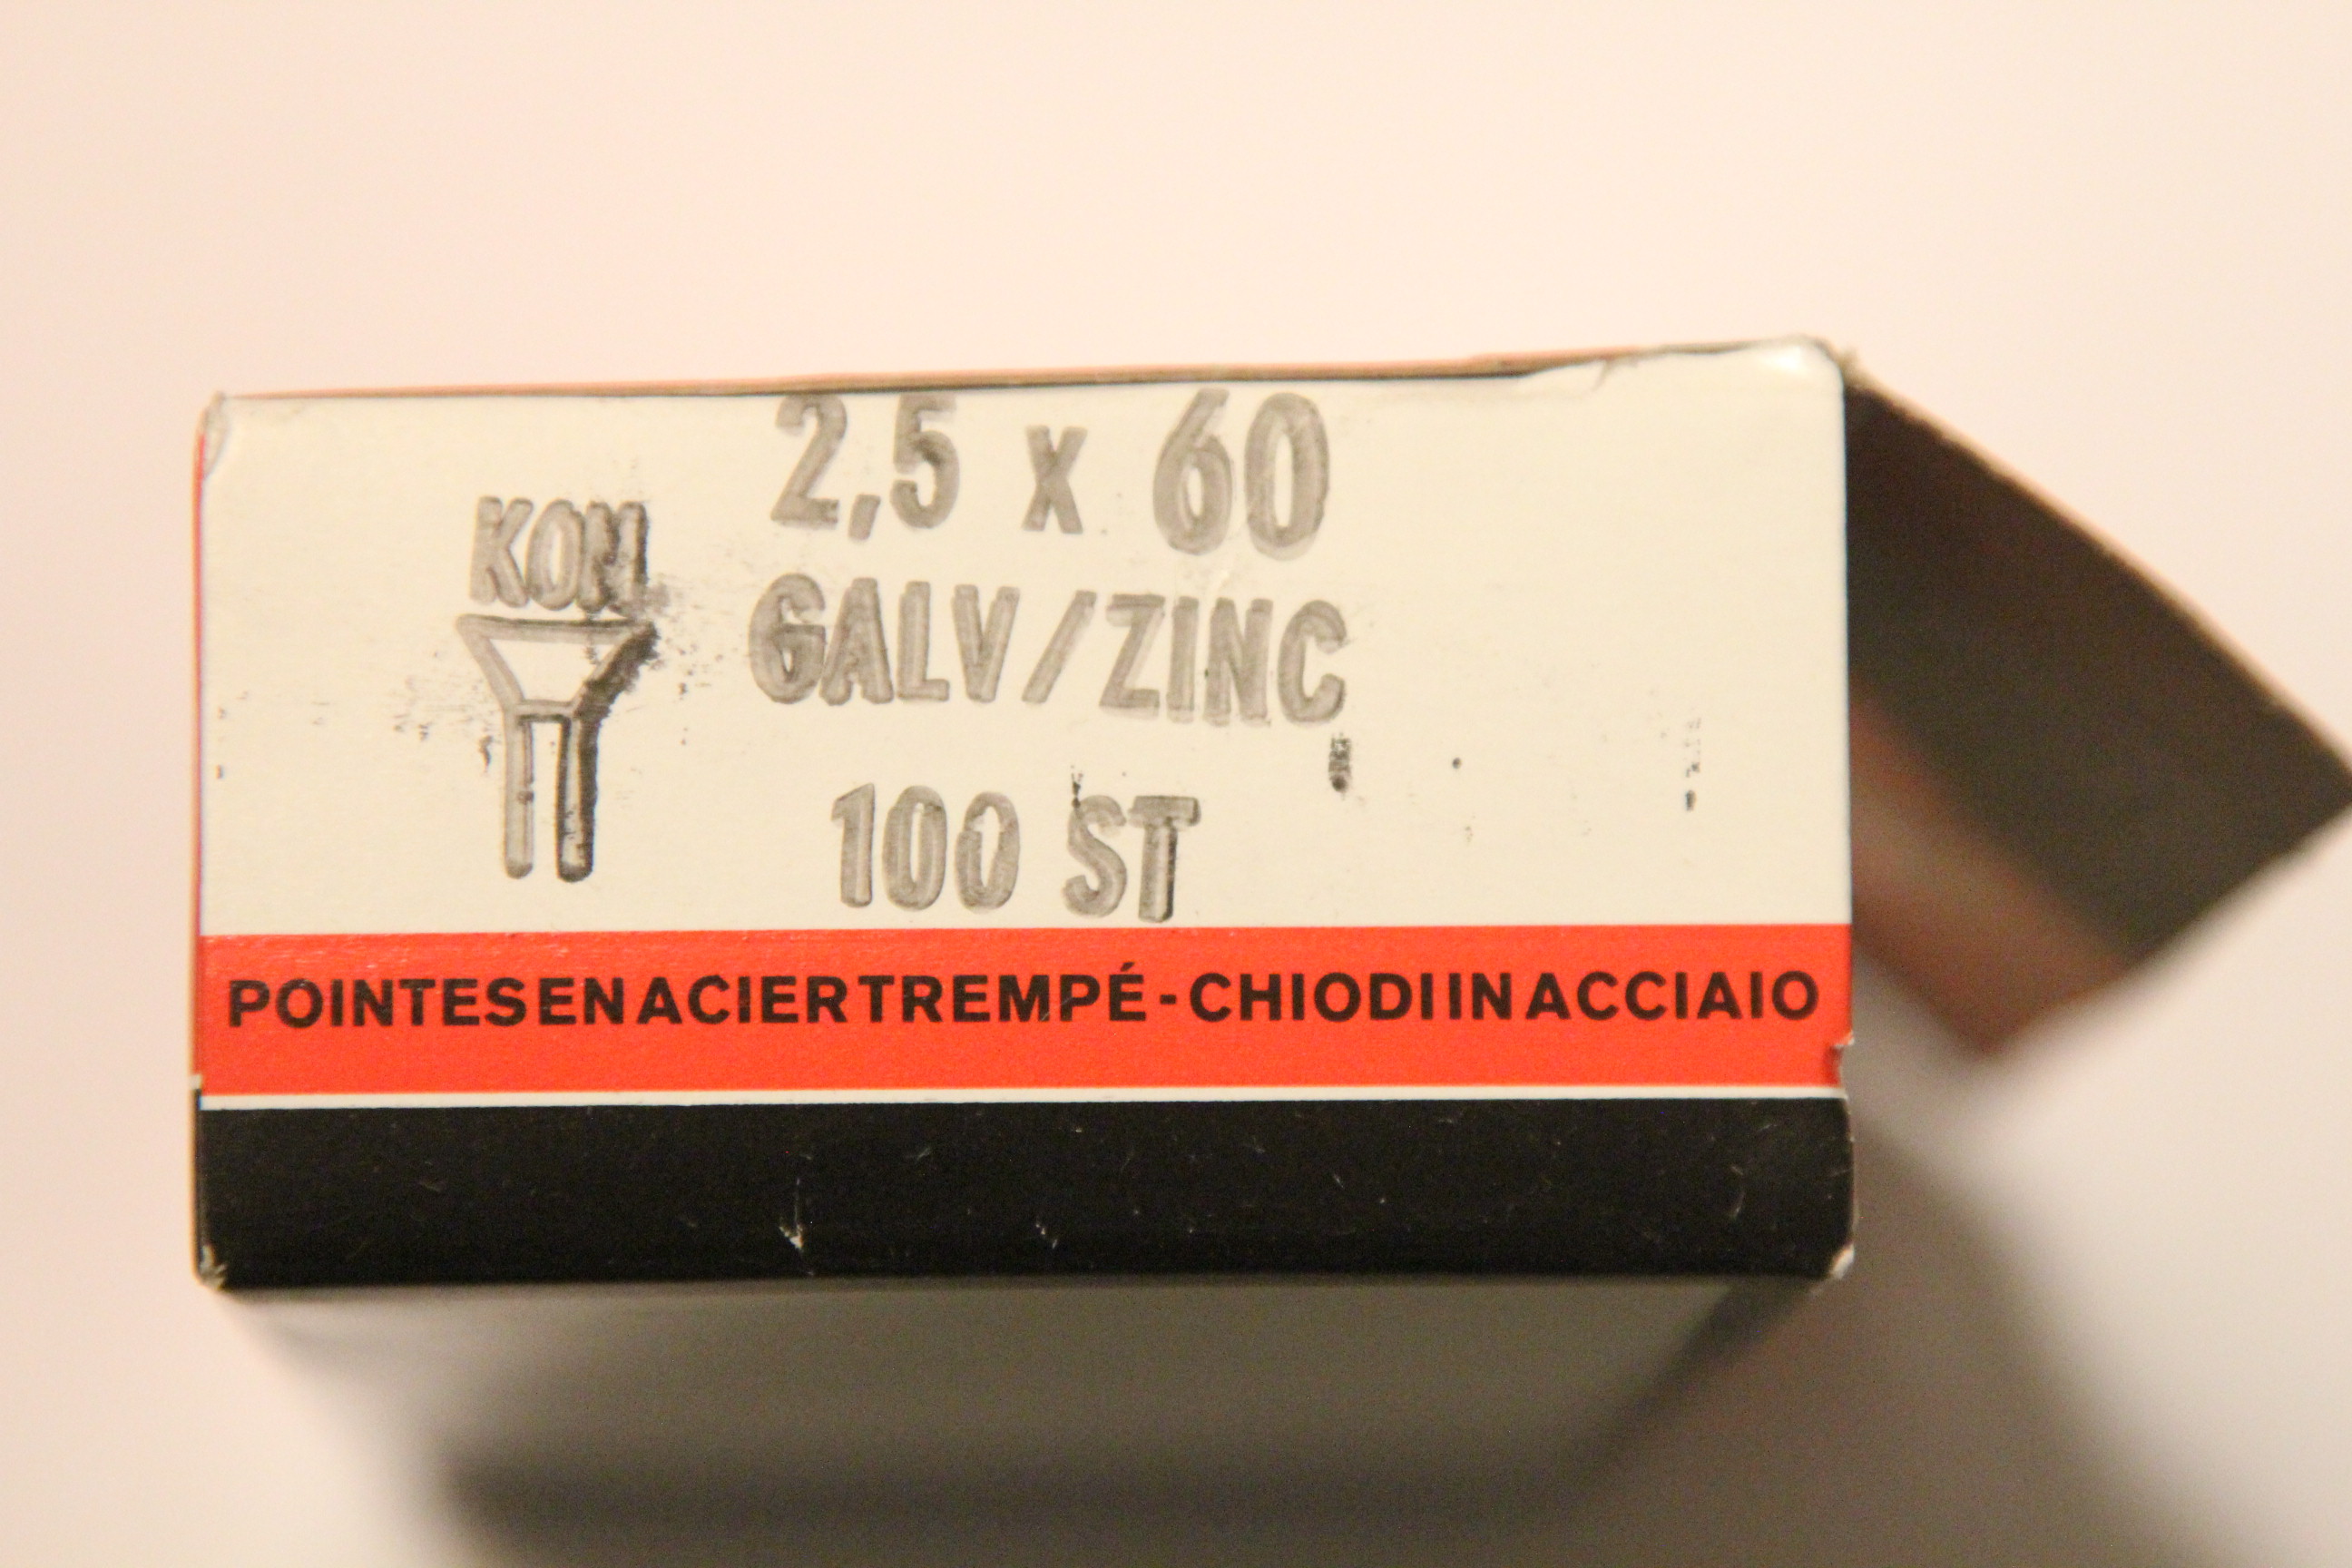 2,5 x 60
KON
GALV/ZINC
100 ST
POINTES EN ACIER TREMPÉ - CHIODI IN ACCIAIO